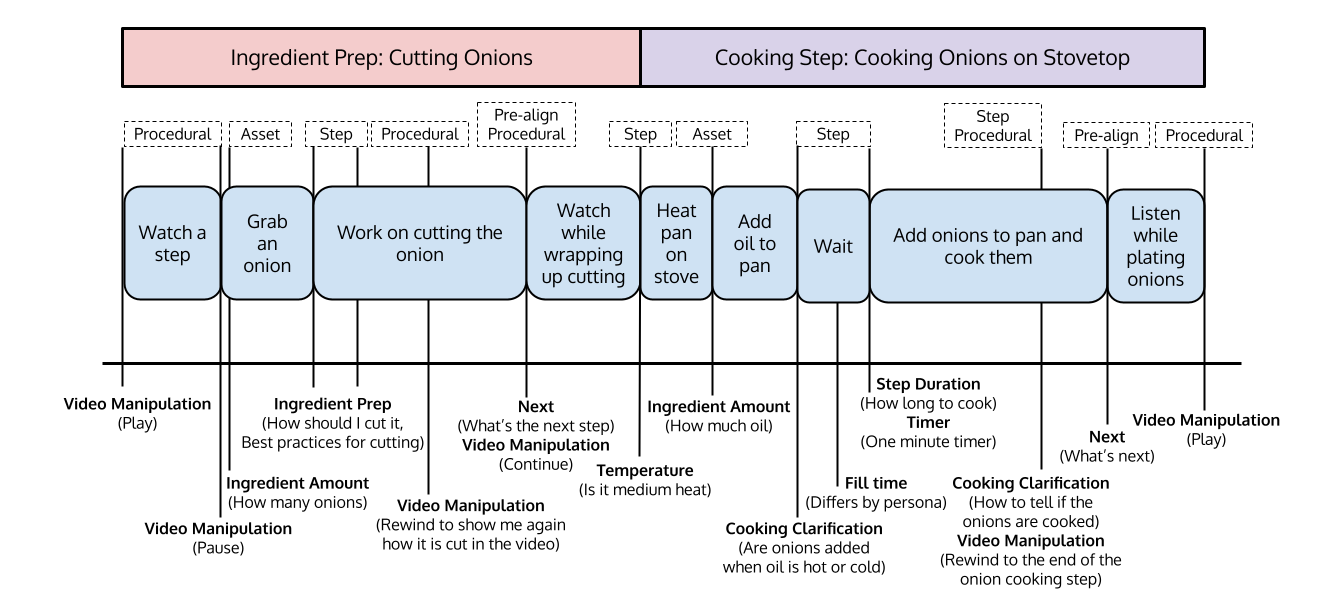 Ingredient Prep: Cutting Onions
Cooking Step: Cooking Onions on Stovetop
Procedural
Asset
Step
Procedural
Pre-align
Procedural
Step
Asset
Step
Step
Procedural
Pre-align
Procedural
Watch a
step
Grab
an
onion
Work on cutting the
onion
Watch
while
wrapping
up cutting
Heat
pan
on
stove
Add
oil to
pan
Wait
Add onions to pan and
cook them
Listen
while
plating
onions
Video Manipulation
(Play)
Video Manipulation
(Pause)
Ingredient Amount
(How many onions)
Ingredient Prep
(How should I cut it,
Best practices for cutting)
Video Manipulation
(Rewind to show me again
how it is cut in the video)
Next
(What’s the next step)
Video Manipulation
(Continue)
Temperature
(Is it medium heat)
Ingredient Amount
(How much oil)
Cooking Clarification
(Are onions added
when oil is hot or cold)
Fill time
(Differs by persona)
Step Duration
(How long to cook)
Timer
(One minute timer)
Cooking Clarification
(How to tell if the
onions are cooked)
Video Manipulation
(Rewind to the end of the
onion cooking step)
Next
(What’s next)
Video Manipulation
(Play)